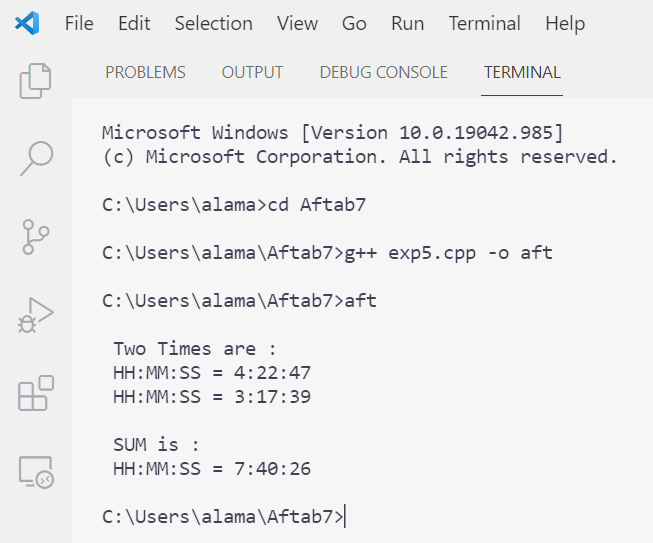 File Edit Selection View Go Run Terminal Help
PROBLEMS OUTPUT DEBUG CONSOLE TERMINAL
Microsoft Windows [Version 10.0.19042.985]
(c) Microsoft Corporation. All rights reserved.
C:\Users\alama>cd Aftab7
C:\Users\alama\Aftab7>g++ exp5.cpp -o aft
C:\Users\alama\Aftab7>aft
Two Times are :
HH:MM:SS = 4:22:47
HH:MM:SS = 3:17:39
SUM is :
HH:MM:SS = 7:40:26
C:\Users\alama\Aftab7>